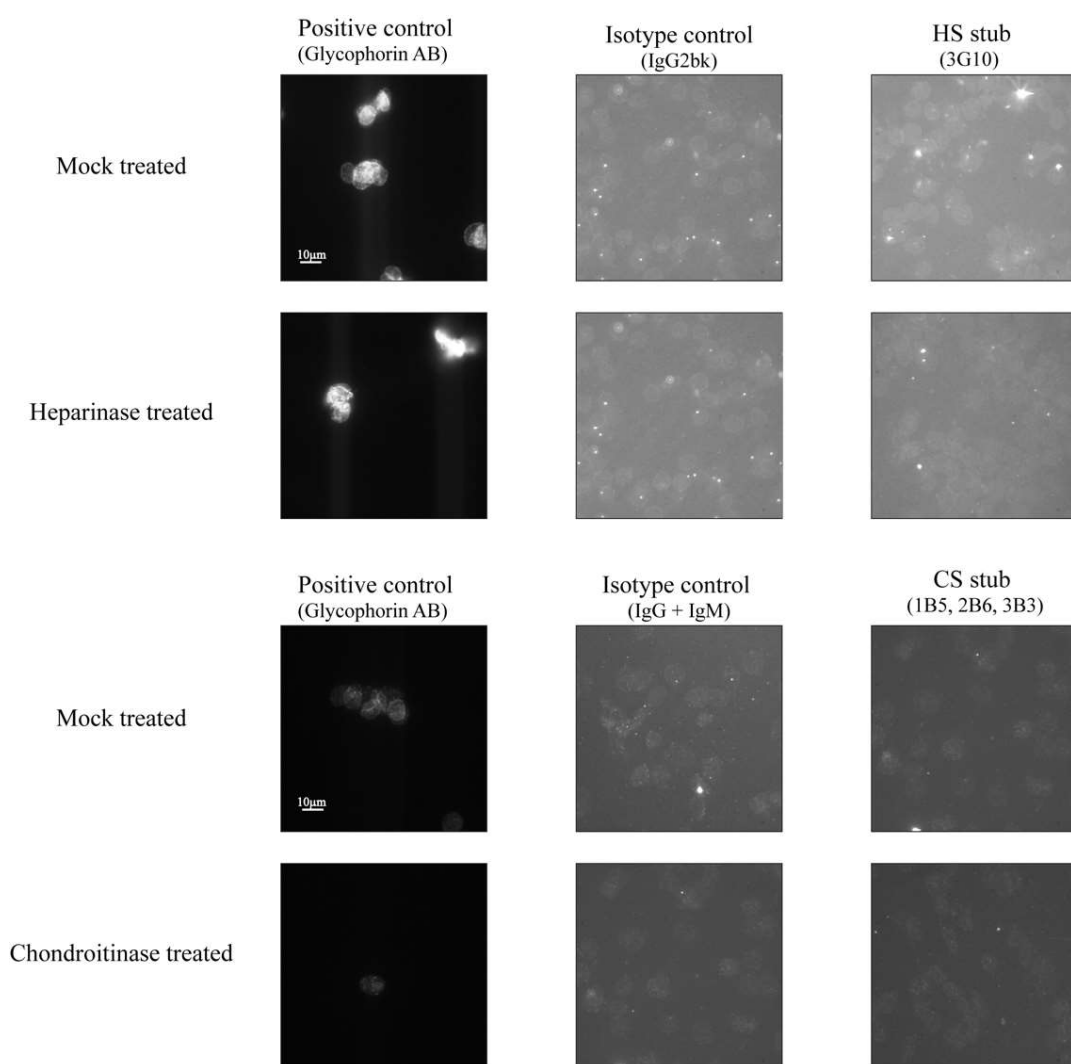 Positive control
(Glycophorin AB)
Isotype control
(IgG2bk)
HS stub
(3G10)
Mock treated
10μm
Heparinase treated
Positive control
(Glycophorin AB)
Isotype control
(IgG + IgM)
CS stub
(1B5, 2B6, 3B3)
Mock treated
10μm
Chondroitinase treated